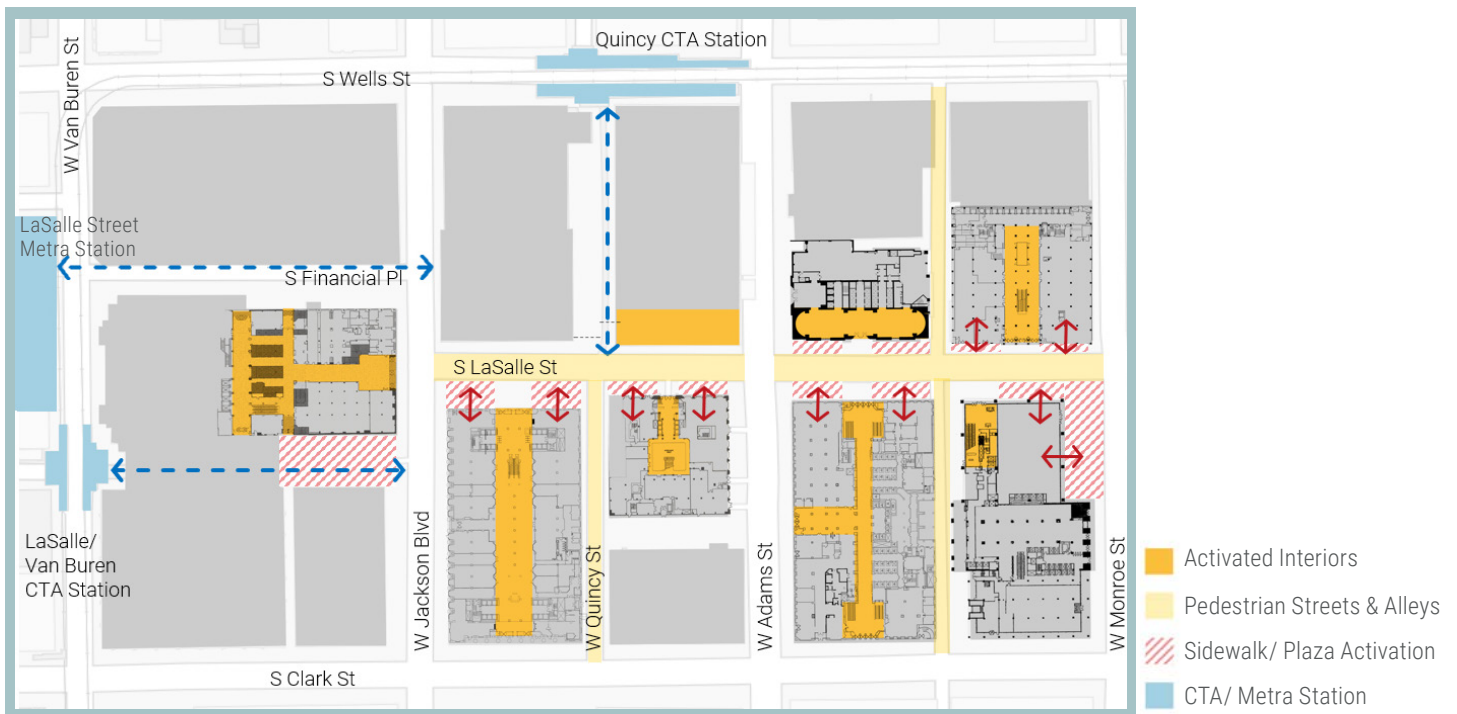 Quincy CTA Station
S Wells St
W Van Buren St
LaSalle Street
Metra Station
S Financial Pl
S LaSalle St
LaSalle/
Van Buren
CTA Station
W Jackson Blvd
W Quincy St
W Adams St
W Monroe St
S Clark St
Activated Interiors
Pedestrian Streets & Alleys
Sidewalk/ Plaza Activation
CTA/ Metra Station